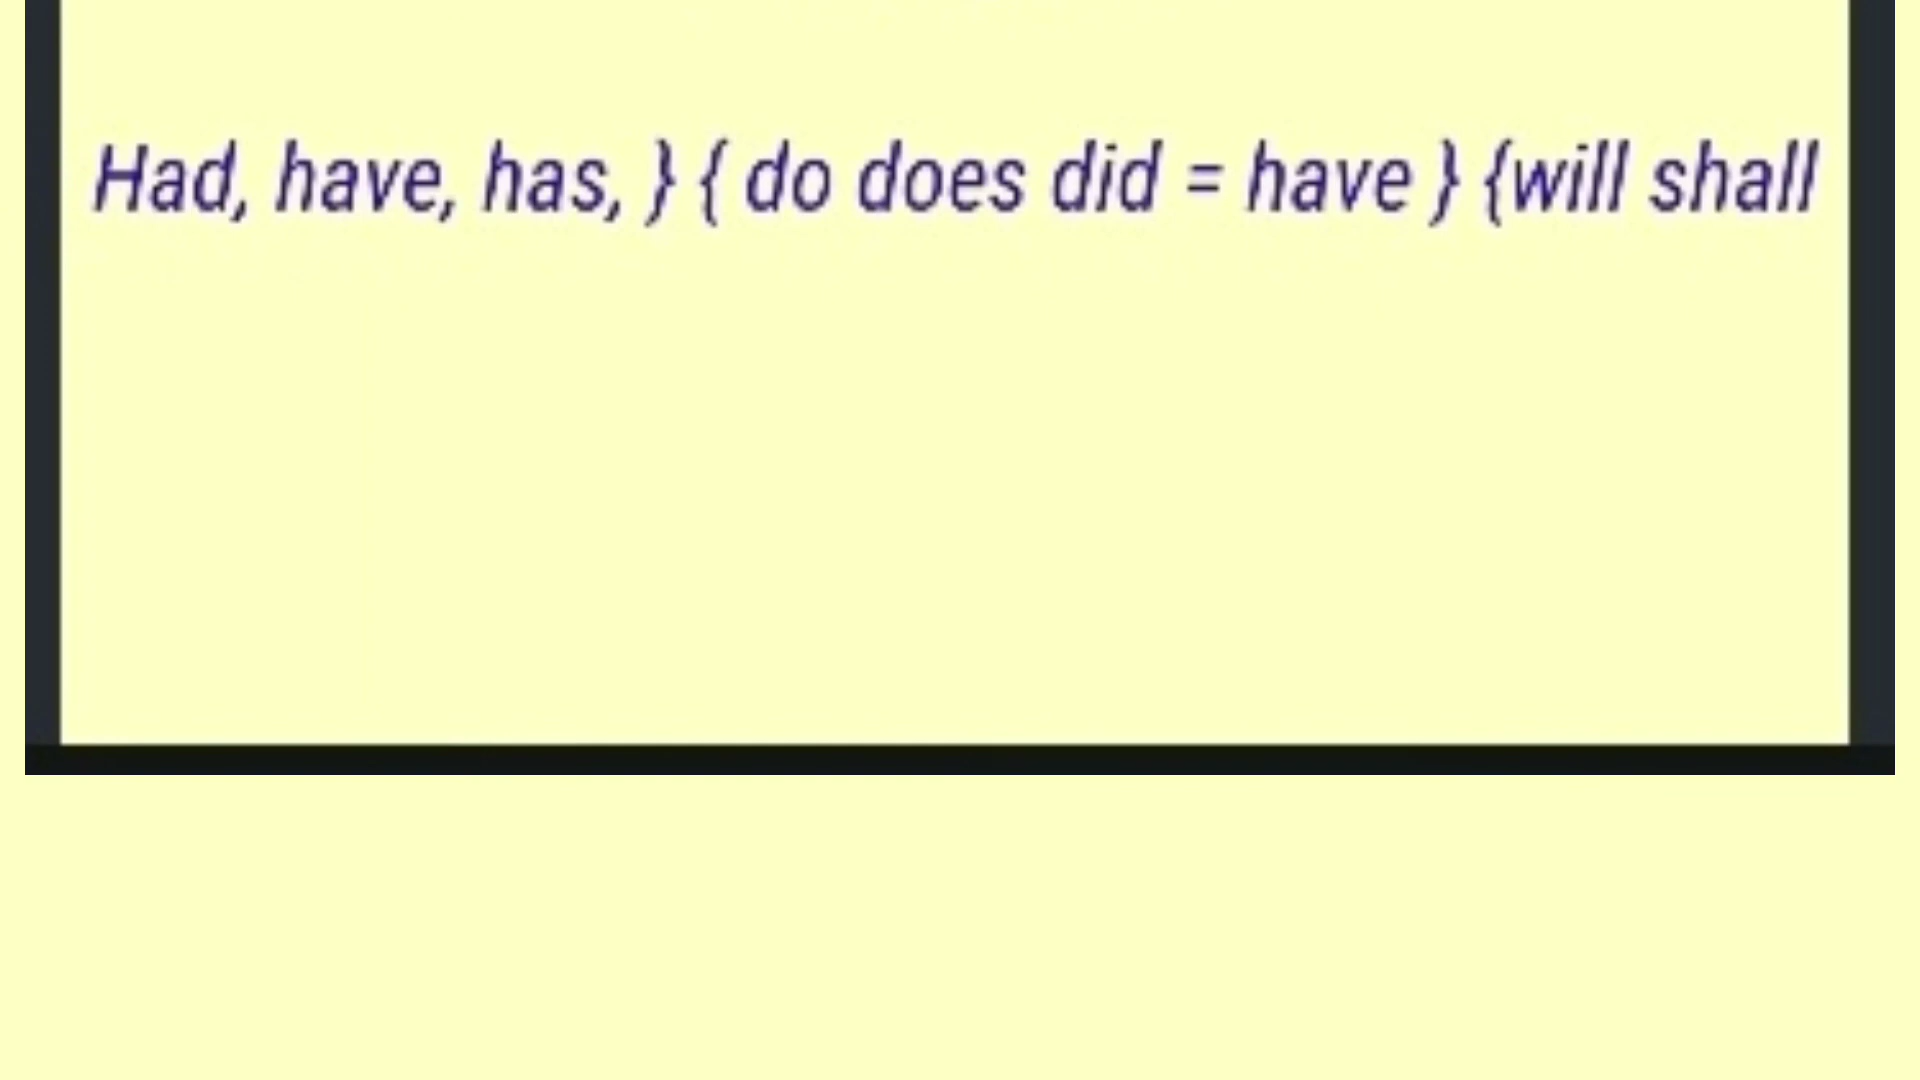 Had, have, has, } { do does did = have } {will shall